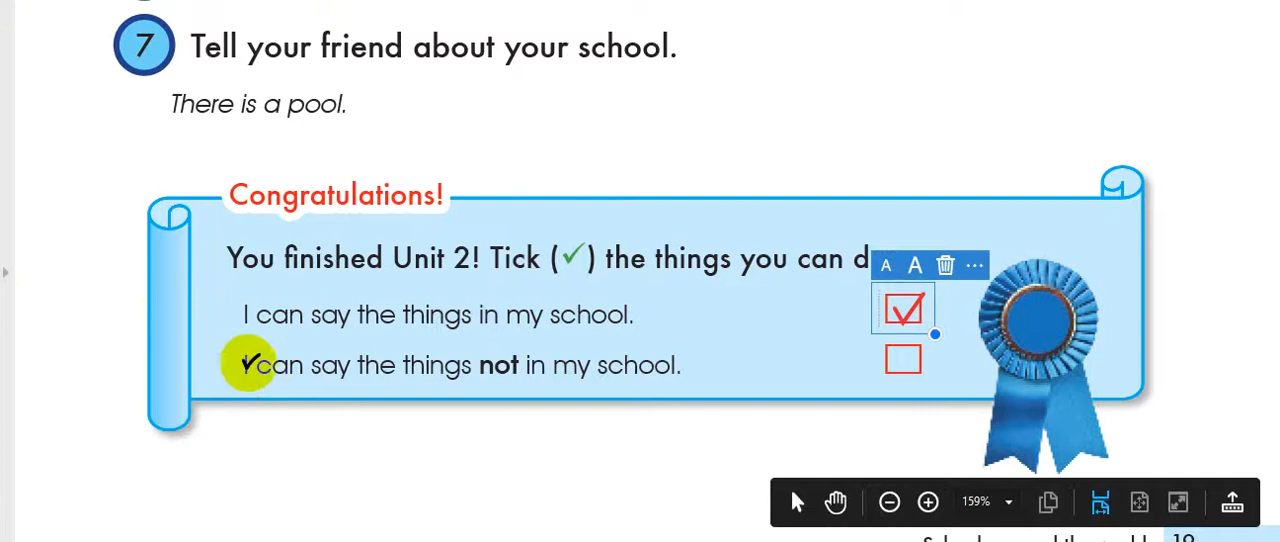 7 Tell your friend about your school.
There is a pool.
Congratulations!
You finished Unit 2! Tick (✓) the things you can d
A A ...
I can say the things in my school.
I can say the things not in my school.
159%
19